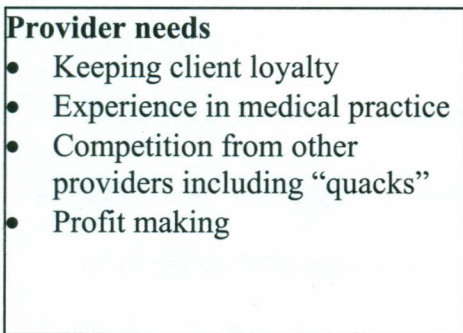 Provider needs
• Keeping client loyalty
• Experience in medical practice
• Competition from other
providers including “quacks”
• Profit making